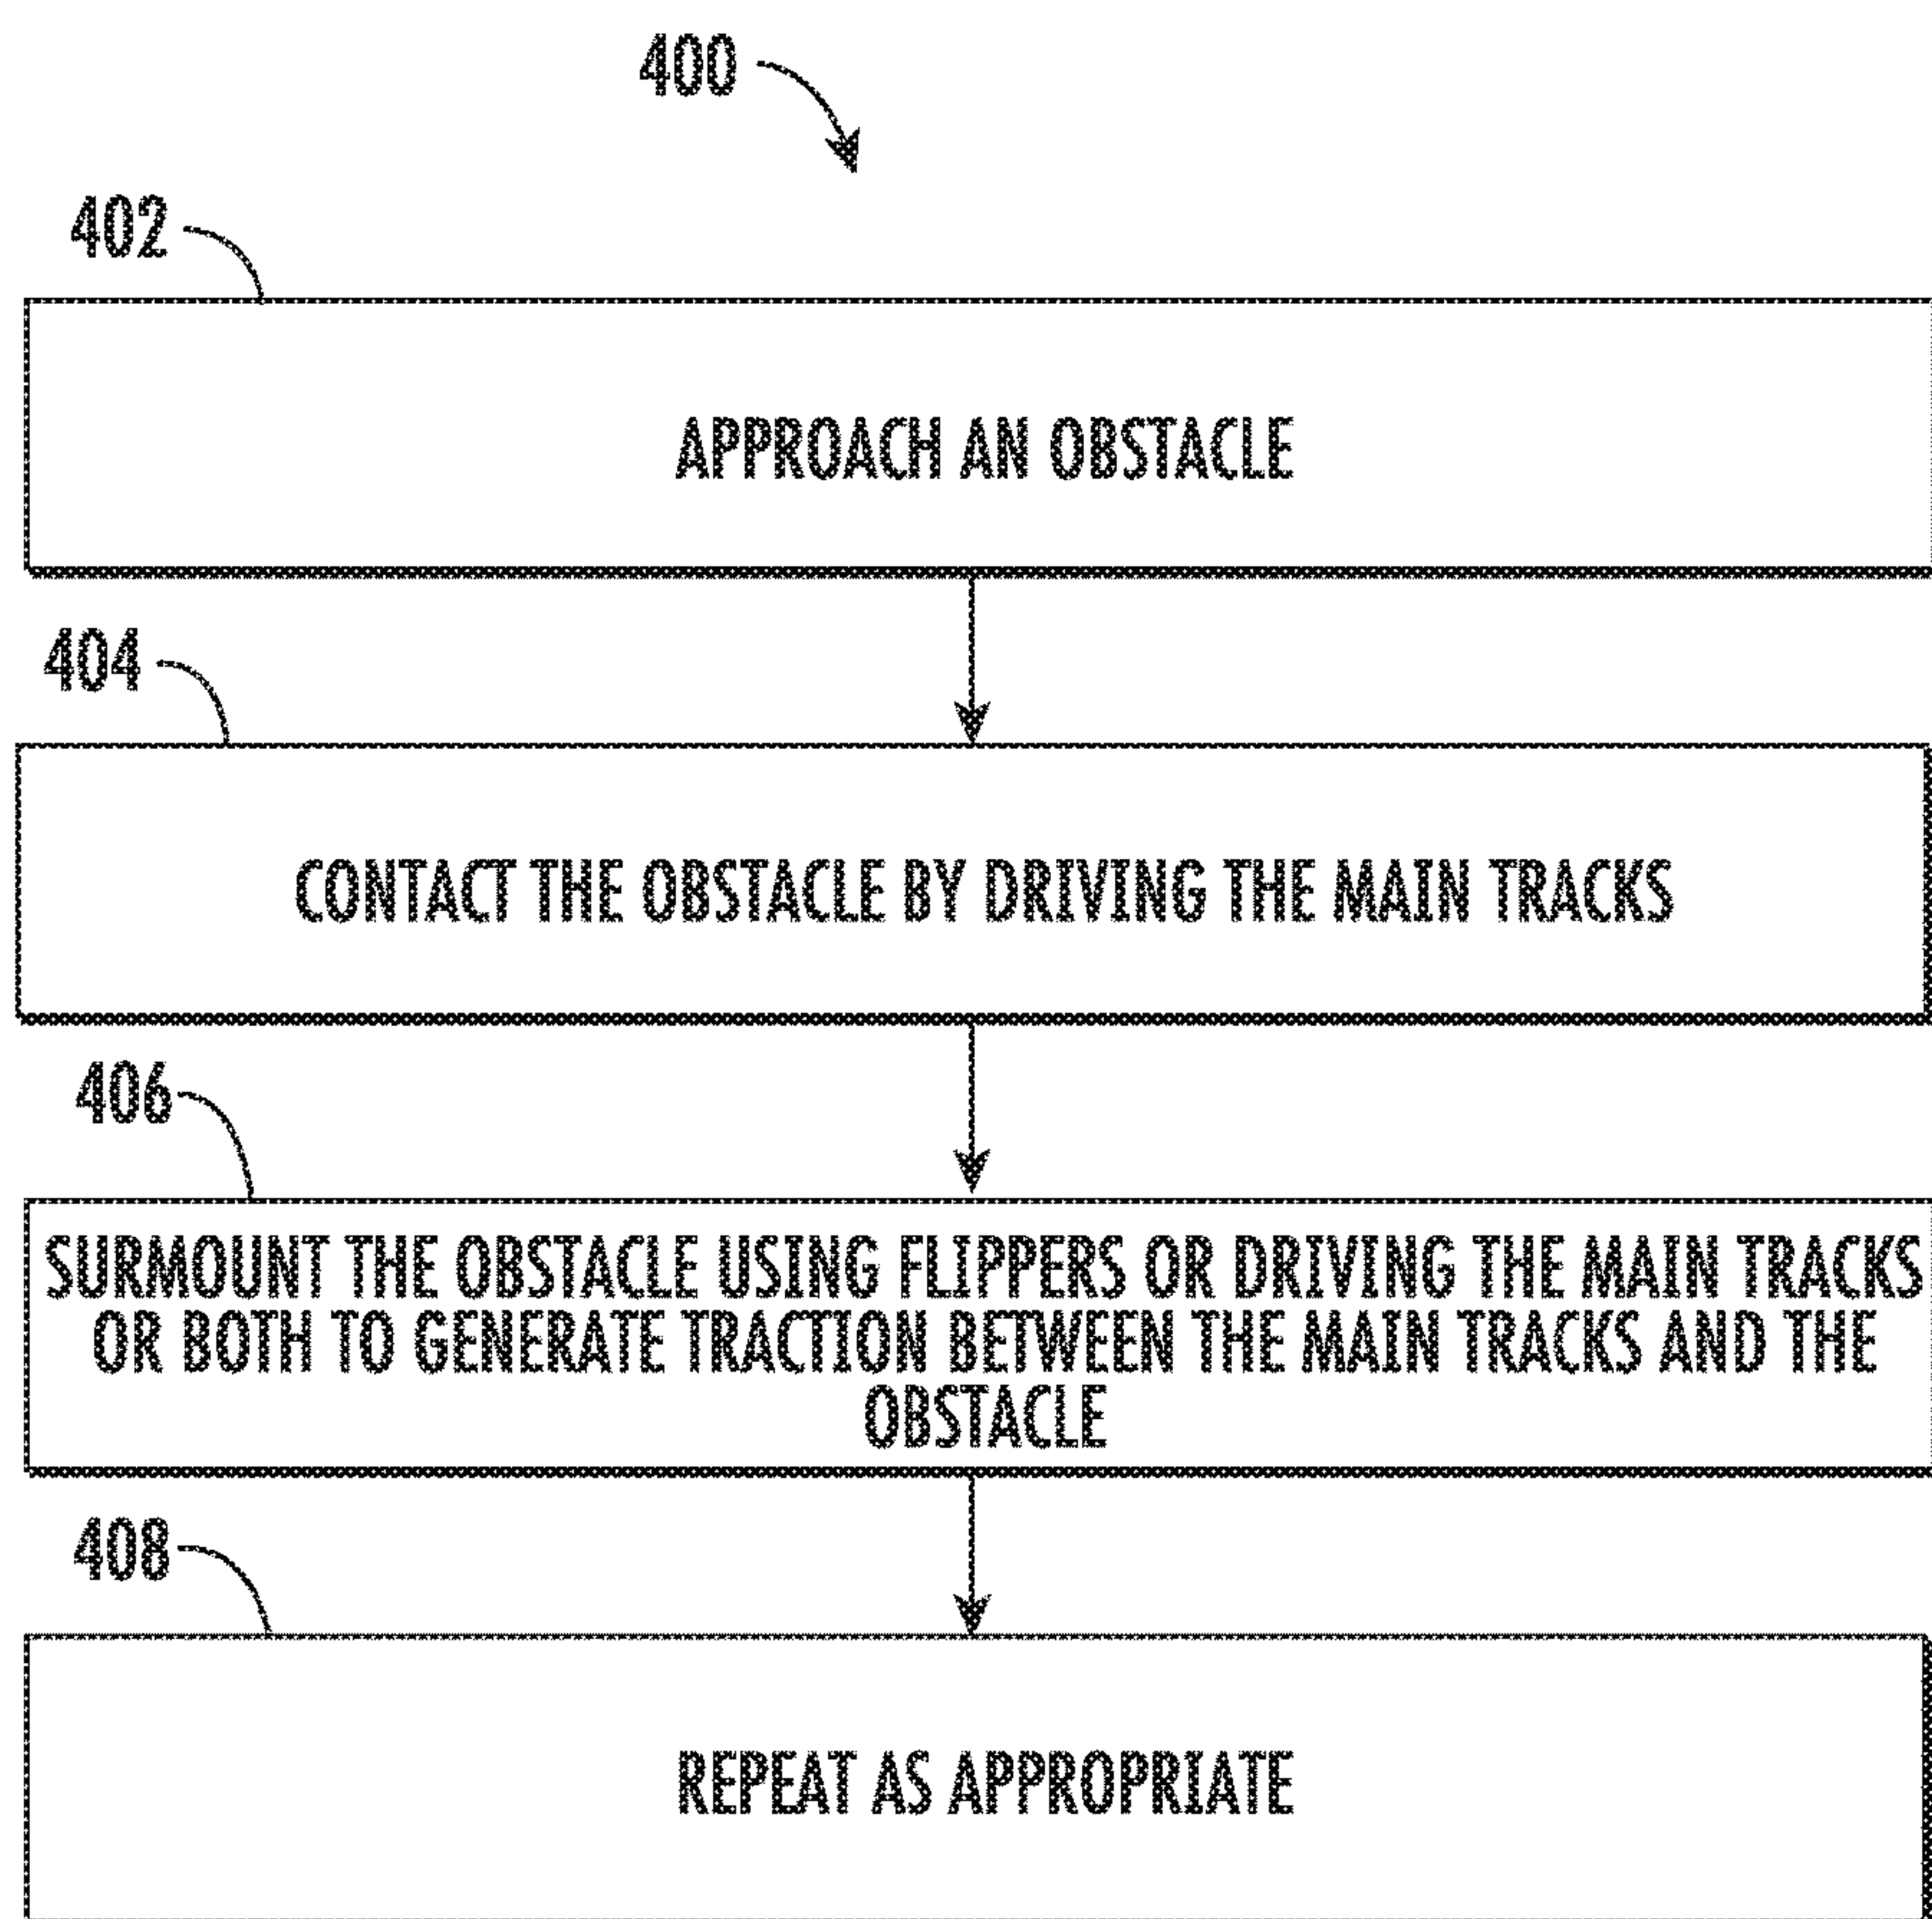 400
402
APPROACH AN OBSTACLE
404
CONTACT THE OBSTACLE BY DRIVING THE MAIN TRACKS
406
SURMOUNT THE OBSTACLE USING FLIPPERS OR DRIVING THE MAIN TRACKS
OR BOTH TO GENERATE TRACTION BETWEEN THE MAIN TRACKS AND THE
OBSTACLE
408
REPEAT AS APPROPRIATE